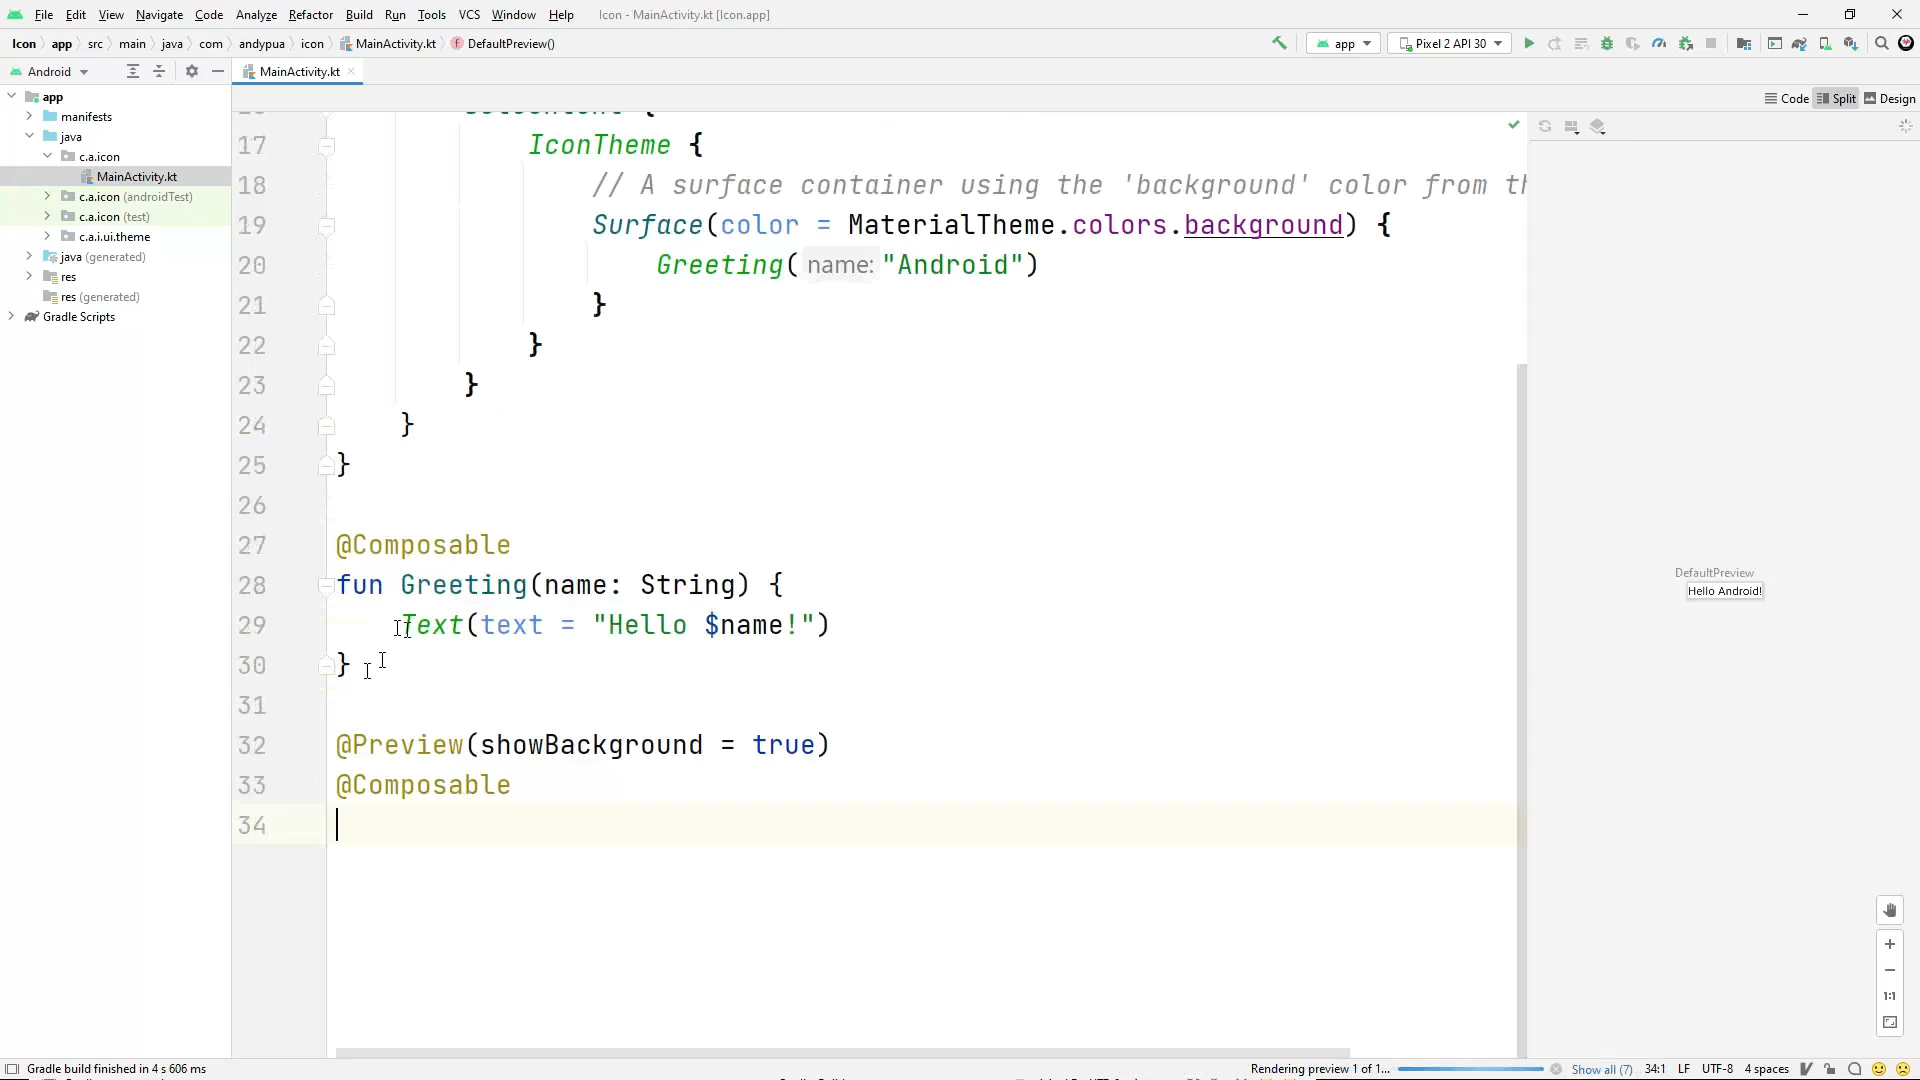 File Edit View Navigate Code Analyze Refactor Build Run Tools VCS Window Help Icon - MainActivity.kt [Icon.app]
Icon app src main java com andypua icon MainActivity.kt DefaultPreview() app Pixel 2 API 30
Android MainActivity.kt
Code Split Design
app
manifests
java
c.a.icon
MainActivity.kt
c.a.icon (androidTest)
c.a.icon (test)
c.a.i.ui.theme
java (generated)
res
res (generated)
Gradle Scripts
17 IconTheme {
18 // A surface container using the 'background' color from th
19 Surface(color = MaterialTheme.colors.background) {
20 Greeting( name: "Android")
21 }
22 }
23 }
24 }
25 }
26
27 @Composable
28 fun Greeting(name: String) {
29 Text(text = "Hello $name!")
30 }
31
32 @Preview(showBackground = true)
33 @Composable
34
DefaultPreview
Hello Android!
1:1
Gradle build finished in 4 s 606 ms Rendering preview 1 of 1... Show all (7) 34:1 LF UTF-8 4 spaces